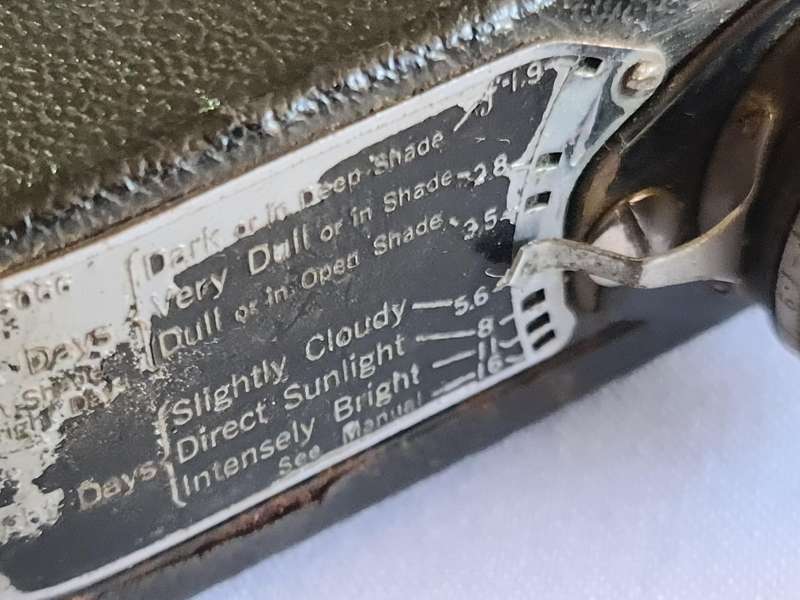 Dark or in Deep Shade 1.9
Very Dull or in Shade 2.8
Dull or in Open Shade 3.5
Days
Slightly Cloudy 5.6
Direct Sunlight 8
Intensely Bright 11
Days
See Manual 16